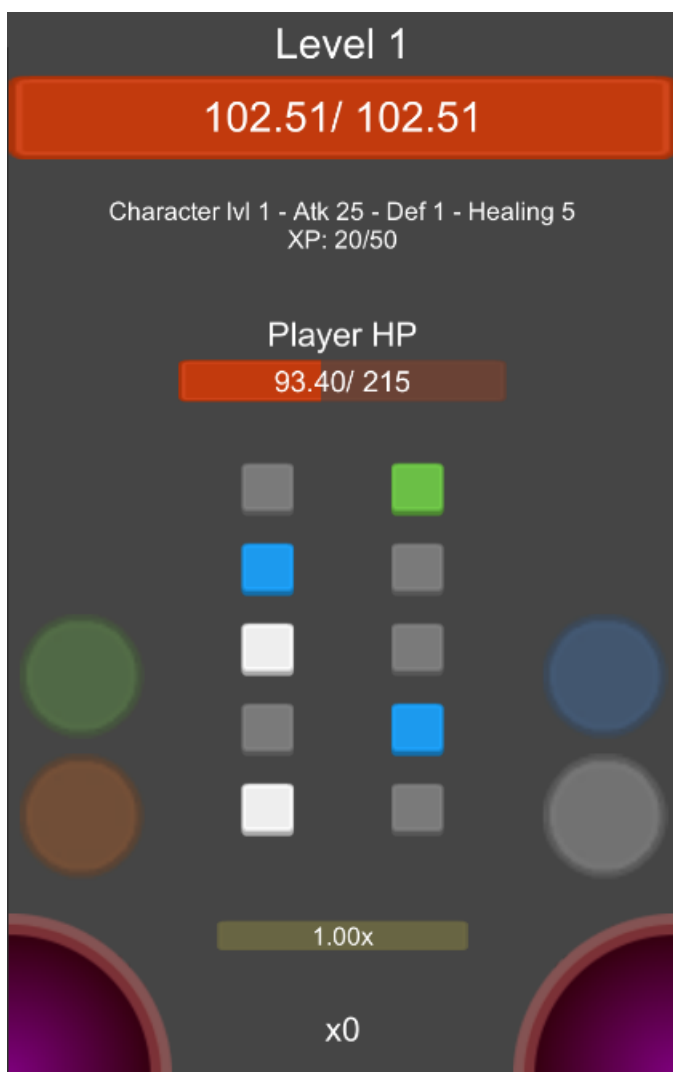 Level 1
102.51/ 102.51
Character lvl 1 - Atk 25 - Def 1 - Healing 5
XP: 20/50
Player HP
93.40/ 215
1.00x
x0